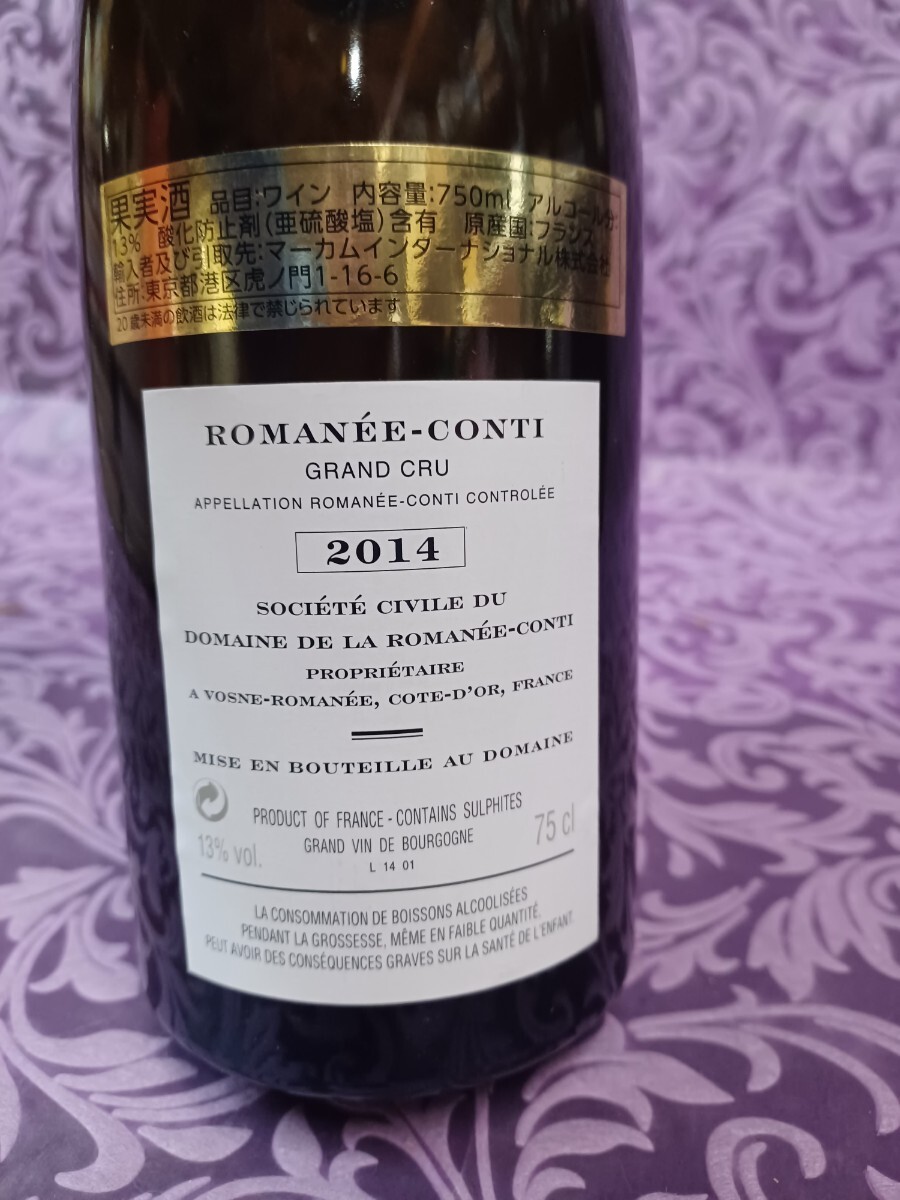 果実酒 品目:ワイン 内容量:750ml アルコール分:
13% 酸化防止剤(亜硫酸塩)含有 原産国:フランス
輸入者及び引取先:マーカムインターナショナル株式会社
住所:東京都港区虎ノ門1-16-6
20歳未満の飲酒は法律で禁じられています
ROMANÉE-CONTI
GRAND CRU
APPELLATION ROMANÉE-CONTI CONTROLÉE
2014
SOCIÉTÉ CIVILE DU
DOMAINE DE LA ROMANÉE-CONTI
PROPRIÉTAIRE
A VOSNE-ROMANÉE, COTE-D'OR, FRANCE
MISE EN BOUTEILLE AU DOMAINE
PRODUCT OF FRANCE - CONTAINS SULPHITES
13% vol. GRAND VIN DE BOURGOGNE 75 cl
L 14 01
LA CONSOMMATION DE BOISSONS ALCOOLISÉES
PENDANT LA GROSSESSE, MÊME EN FAIBLE QUANTITÉ,
PEUT AVOIR DES CONSÉQUENCES GRAVES SUR LA SANTÉ DE L'ENFANT